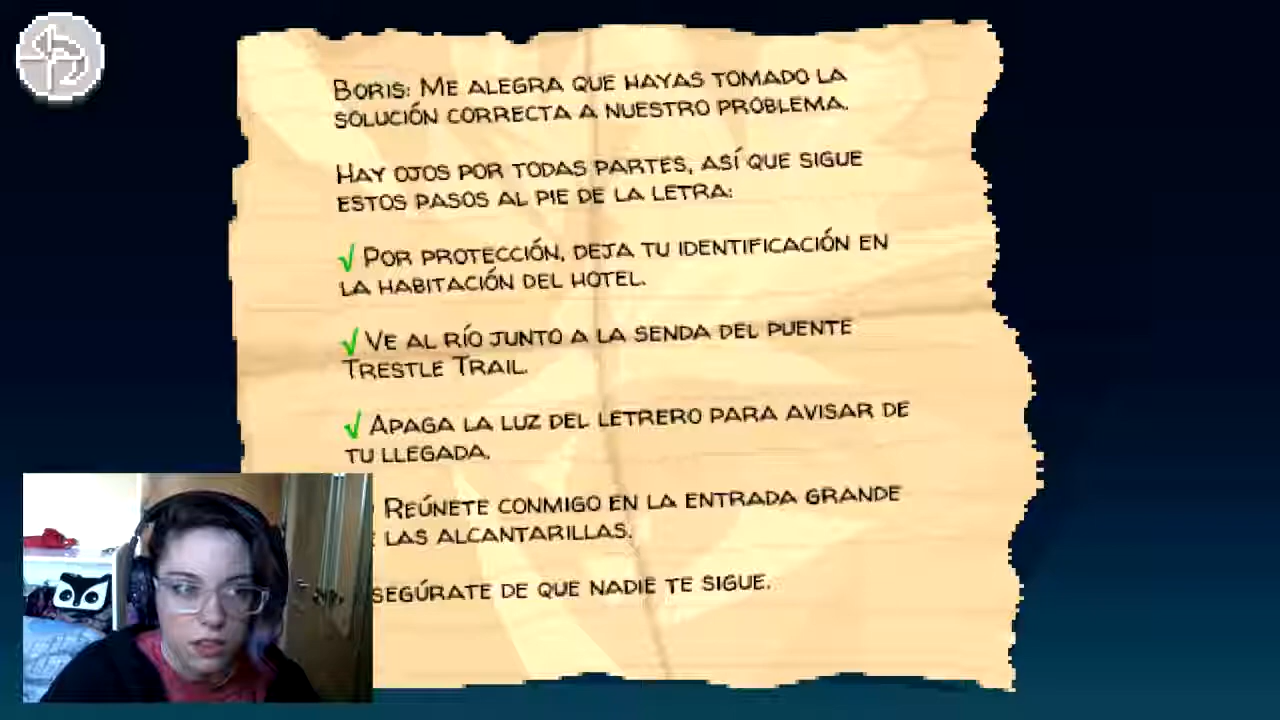 Boris: Me alegra que hayas tomado la
solución correcta a nuestro problema.
Hay ojos por todas partes, así que sigue
estos pasos al pie de la letra:
√ Por protección, deja tu identificación en
la habitación del hotel.
√ Ve al río junto a la senda del puente
Trestle Trail.
√ Apaga la luz del letrero para avisar de
tu llegada.
Reúnete conmigo en la entrada grande
las alcantarillas.
segúrate de que nadie te sigue.